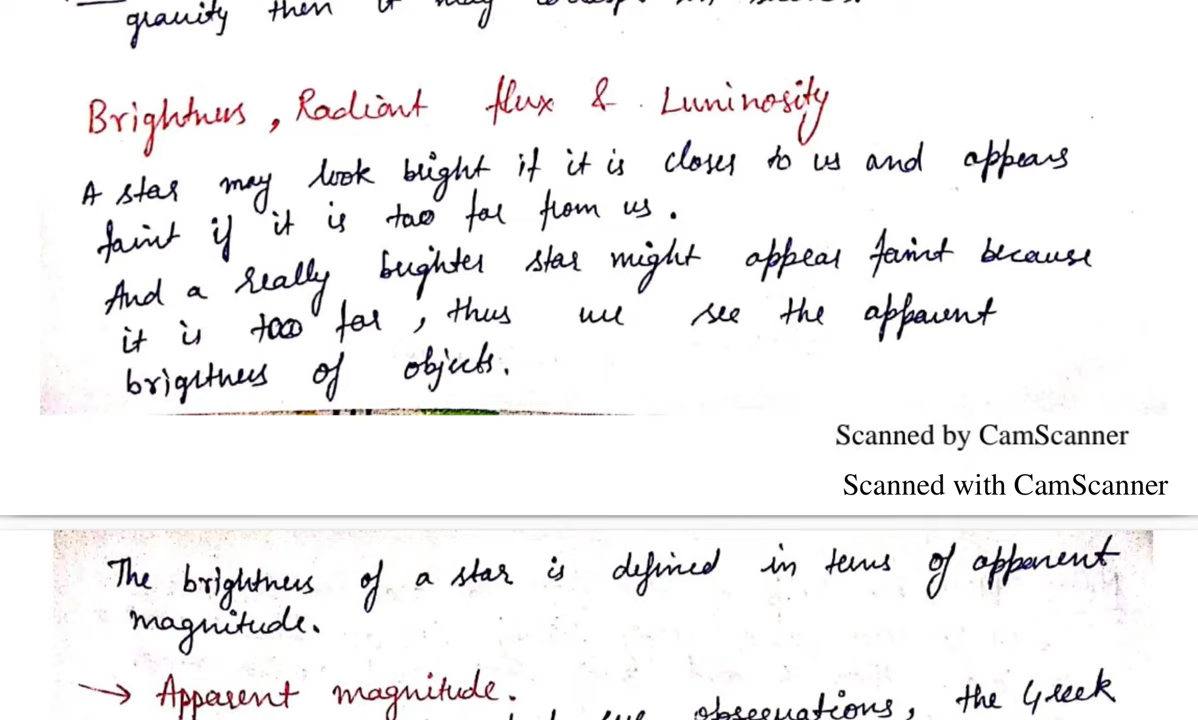 gravity then it may
Brightness, Radiant flux & Luminosity
A star may look bright if it is closer to us and appears
faint if it is too far from us.
And a really brighter star might appear faint because
it is too far, thus we see the apparent
brightness of objects.
Scanned by CamScanner
Scanned with CamScanner
The brightness of a star is defined in terms of apparent
magnitude.
→ Apparent magnitude.
observations, the Greek